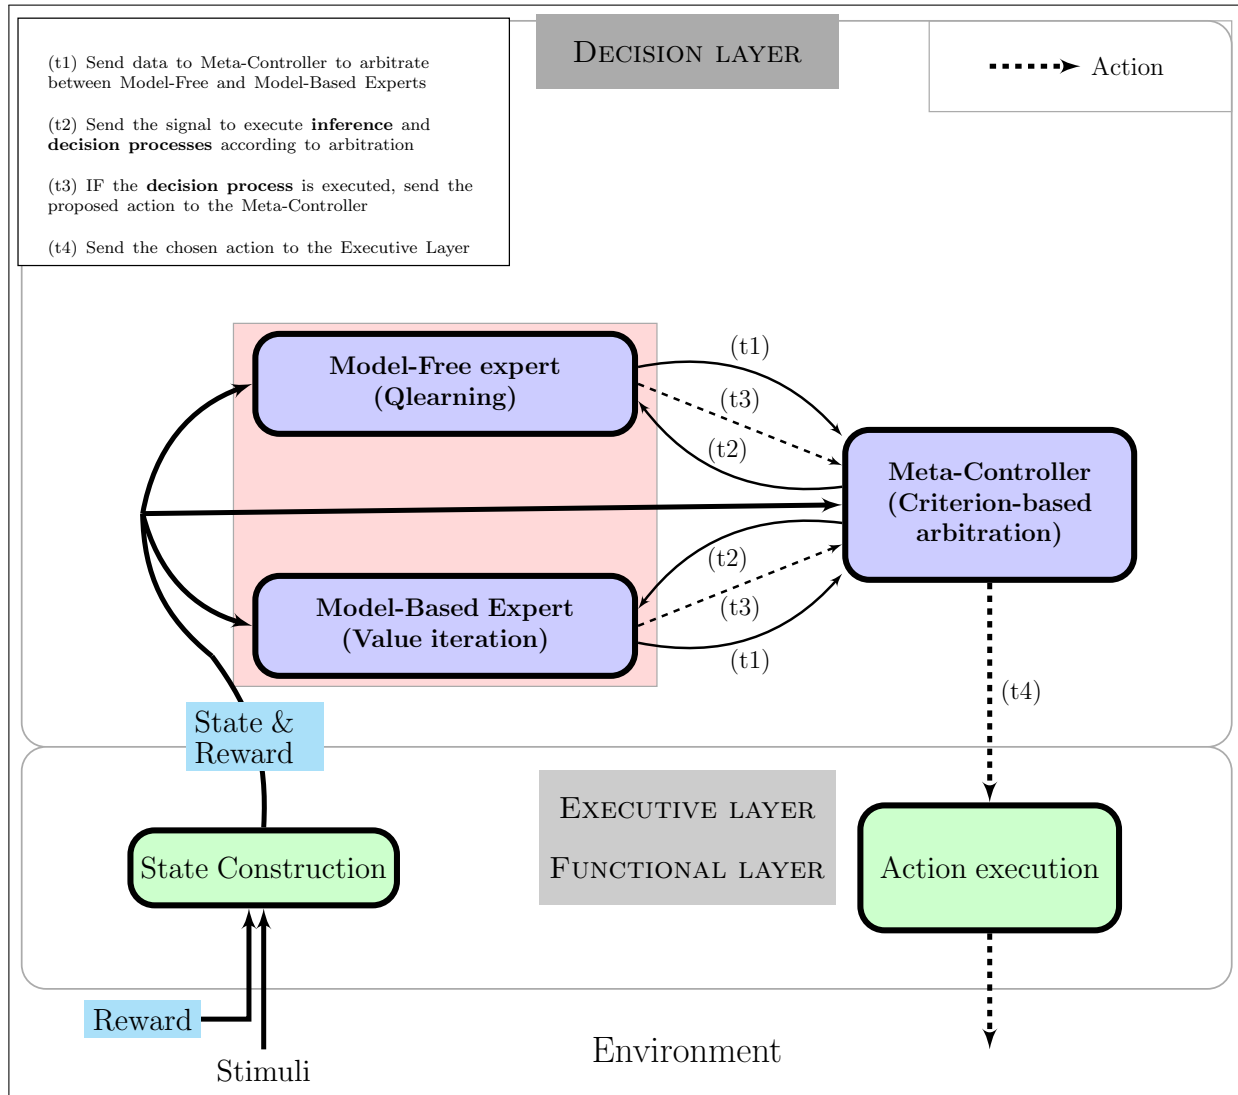 (t1) Send data to Meta-Controller to arbitrate
between Model-Free and Model-Based Experts
(t2) Send the signal to execute inference and
decision processes according to arbitration
(t3) IF the decision process is executed, send the
proposed action to the Meta-Controller
(t4) Send the chosen action to the Executive Layer
DECISION LAYER
Action
Model-Free expert
(Qlearning)
(t1)
(t3)
(t2)
Meta-Controller
(Criterion-based
arbitration)
Model-Based Expert
(Value iteration)
(t2)
(t3)
(t1)
(t4)
State &
Reward
EXECUTIVE LAYER
FUNCTIONAL LAYER
State Construction
Action execution
Reward
Stimuli
Environment